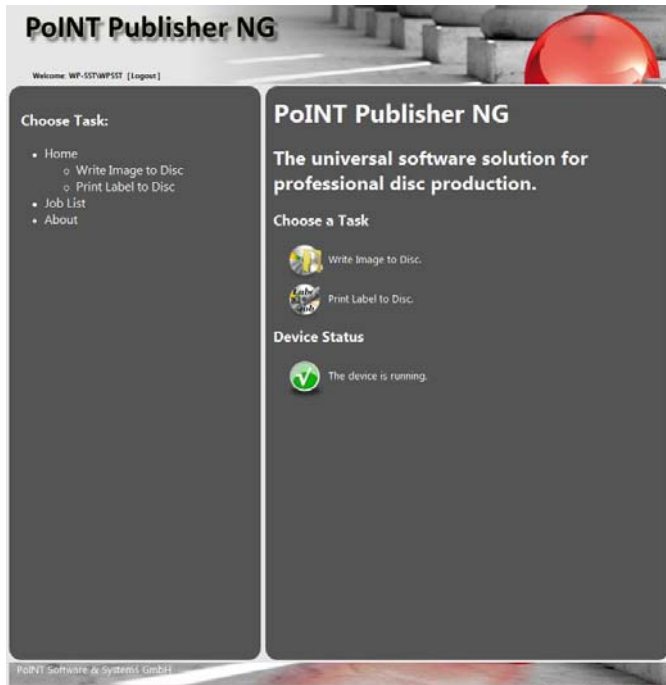 PoINT Publisher NG
Welcome: WP-SST\WPSST [Logout]
Choose Task:
Home
Write Image to Disc
Print Label to Disc
Job List
About
PoINT Publisher NG
The universal software solution for
professional disc production.
Choose a Task
Write Image to Disc.
Label
Job
Print Label to Disc.
Device Status
The device is running.
PoINT Software & Systems GmbH